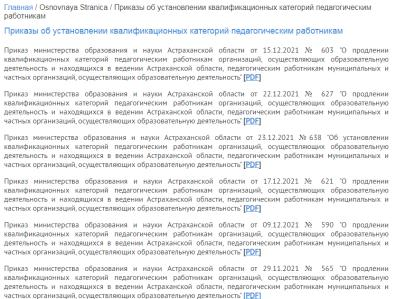 Главная / Osnovnaya Stranica / Приказы об установлении квалификационных категорий педагогическим
работникам
Приказы об установлении квалификационных категорий педагогическим работникам
Приказ министерства образования и науки Астраханской области от 15.12.2021 № 603 "О продлении
квалификационных категорий педагогическим работникам организаций, осуществляющих образовательную
деятельность и находящихся в ведении Астраханской области, педагогическим работникам муниципальных и
частных организаций, осуществляющих образовательную деятельность" [PDF]
Приказ министерства образования и науки Астраханской области от 22.12.2021 № 627 "О продлении
квалификационных категорий педагогическим работникам организаций, осуществляющих образовательную
деятельность и находящихся в ведении Астраханской области, педагогическим работникам муниципальных и
частных организаций, осуществляющих образовательную деятельность" [PDF]
Приказ министерства образования и науки Астраханской области от 23.12.2021 №638 "Об установлении
квалификационных категорий педагогическим работникам организаций, осуществляющих образовательную
деятельность и находящихся в ведении Астраханской области, педагогическим работникам муниципальных и
частных организаций, осуществляющих образовательную деятельность" [PDF]
Приказ министерства образования и науки Астраханской области от 17.12.2021 № 621 "О продлении
квалификационных категорий педагогическим работникам организаций, осуществляющих образовательную
деятельность и находящихся в ведении Астраханской области, педагогическим работникам муниципальных и
частных организаций, осуществляющих образовательную деятельность" [PDF]
Приказ министерства образования и науки Астраханской области от 09.12.2021 № 590 "О продлении
квалификационных категорий педагогическим работникам организаций, осуществляющих образовательную
деятельность и находящихся в ведении Астраханской области, педагогическим работникам муниципальных и
частных организаций, осуществляющих образовательную деятельность" [PDF]
Приказ министерства образования и науки Астраханской области от 29.11.2021 № 565 "О продлении
квалификационных категорий педагогическим работникам организаций, осуществляющих образовательную
деятельность и находящихся в ведении Астраханской области, педагогическим работникам муниципальных и
частных организаций, осуществляющих образовательную деятельность" [PDF]